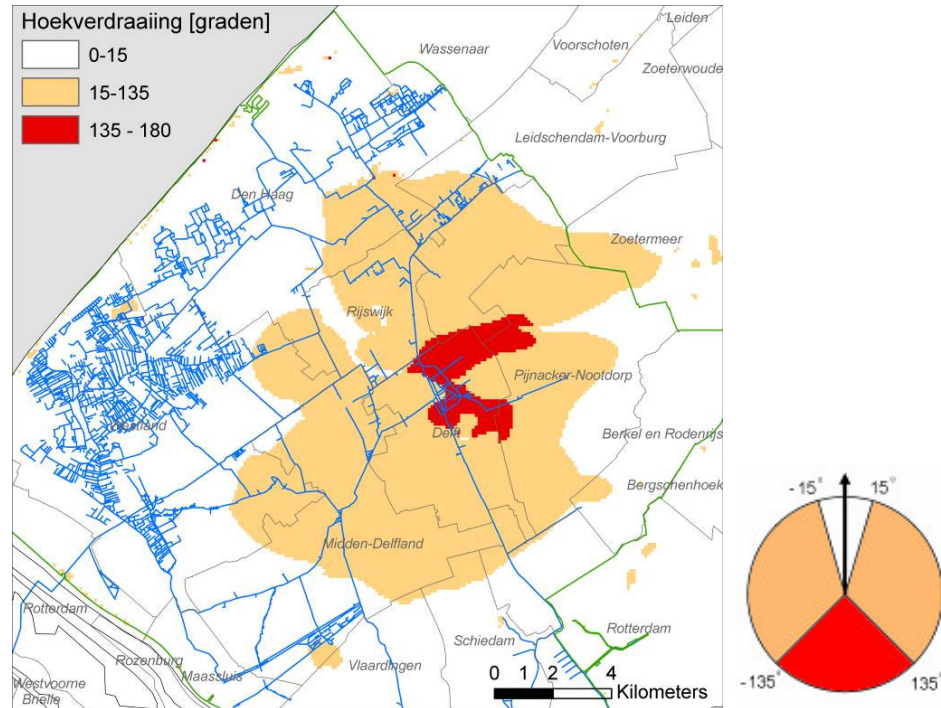 Hoekverdraaiing [graden]
0-15
15-135
135 - 180
Leiden
Wassenaar
Voorschoten
Zoeterwoude
Leidschendam-Voorburg
Den Haag
Zoetermeer
Rijswijk
Pijnacker-Nootdorp
Westland
Delft
Berkel en Rodenrijs
Bergschenhoek
-15°
15°
Midden-Delfland
Rotterdam
Schiedam
Rotterdam
Rozenburg
Vlaardingen
Maassluis
Westvoorne
Brielle
0 1 2 4
Kilometers
-135°
135°